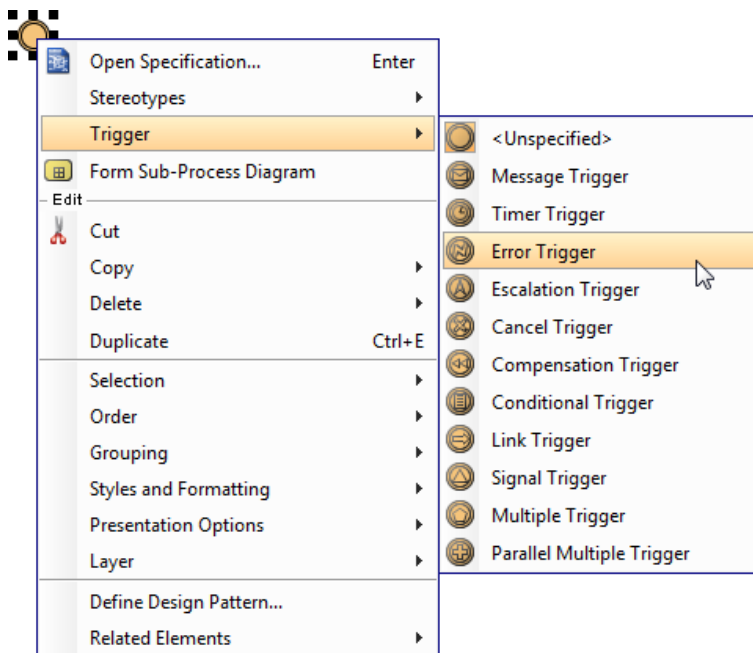 Open Specification... Enter
Stereotypes
Trigger
Form Sub-Process Diagram
Edit
Cut
Copy
Delete
Duplicate Ctrl+E
Selection
Order
Grouping
Styles and Formatting
Presentation Options
Layer
Define Design Pattern...
Related Elements
<Unspecified>
Message Trigger
Timer Trigger
Error Trigger
Escalation Trigger
Cancel Trigger
Compensation Trigger
Conditional Trigger
Link Trigger
Signal Trigger
Multiple Trigger
Parallel Multiple Trigger